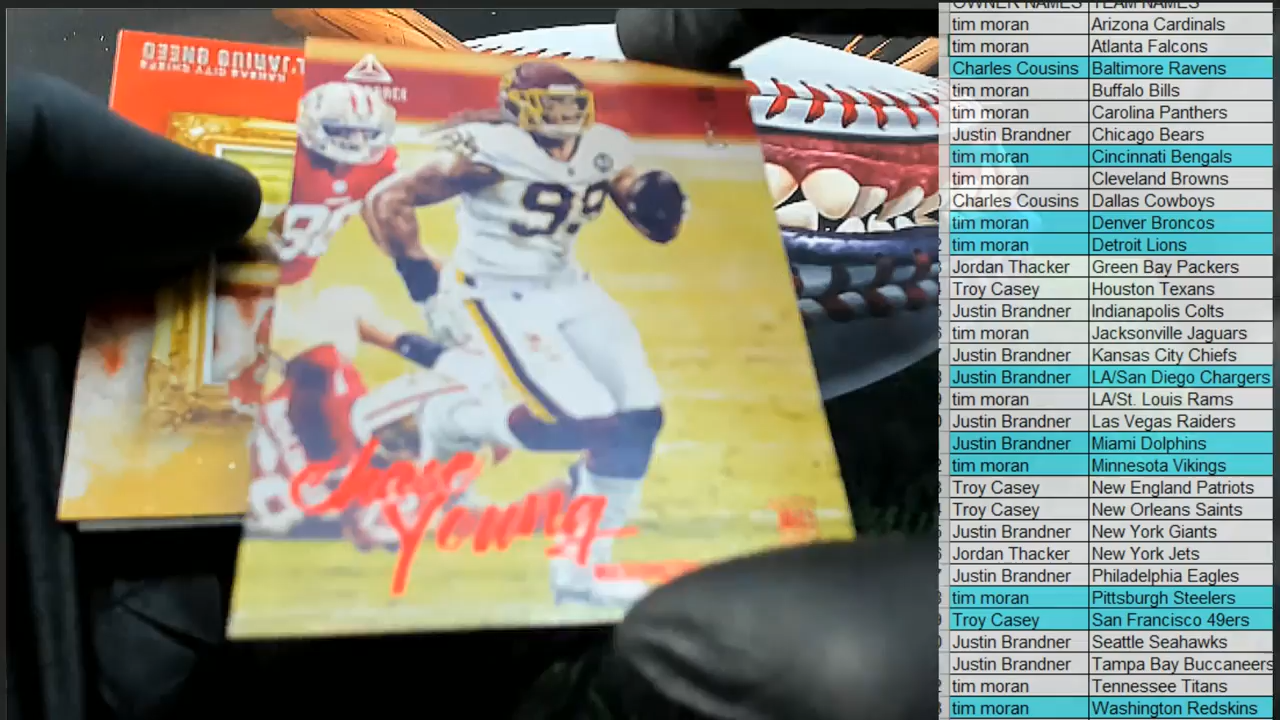 OWNER NAMES TEAM NAMES
tim moran Arizona Cardinals
tim moran Atlanta Falcons
Charles Cousins Baltimore Ravens
tim moran Buffalo Bills
tim moran Carolina Panthers
Justin Brandner Chicago Bears
tim moran Cincinnati Bengals
tim moran Cleveland Browns
Charles Cousins Dallas Cowboys
tim moran Denver Broncos
tim moran Detroit Lions
Jordan Thacker Green Bay Packers
Troy Casey Houston Texans
Justin Brandner Indianapolis Colts
tim moran Jacksonville Jaguars
Justin Brandner Kansas City Chiefs
Justin Brandner LA/San Diego Chargers
tim moran LA/St. Louis Rams
Justin Brandner Las Vegas Raiders
Justin Brandner Miami Dolphins
tim moran Minnesota Vikings
Troy Casey New England Patriots
Troy Casey New Orleans Saints
Justin Brandner New York Giants
Jordan Thacker New York Jets
Justin Brandner Philadelphia Eagles
tim moran Pittsburgh Steelers
Troy Casey San Francisco 49ers
Justin Brandner Seattle Seahawks
Justin Brandner Tampa Bay Buccaneers
tim moran Tennessee Titans
tim moran Washington Redskins
KANSAS CITY CHIEFS
L'JARIUS SNEED
99
Chase
Young